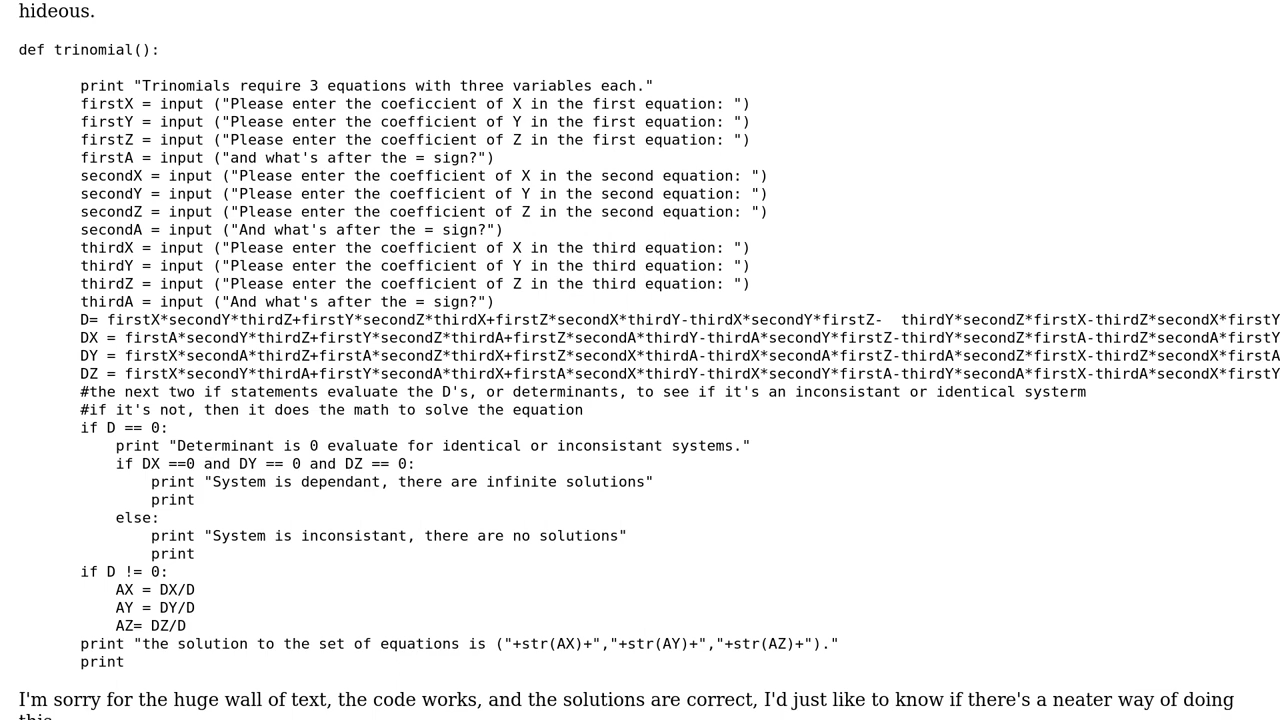 hideous.
def trinomial():
print "Trinomials require 3 equations with three variables each."
firstX = input ("Please enter the coeficcient of X in the first equation: ")
firstY = input ("Please enter the coefficient of Y in the first equation: ")
firstZ = input ("Please enter the coefficient of Z in the first equation: ")
firstA = input ("and what's after the = sign?")
secondX = input ("Please enter the coefficient of X in the second equation: ")
secondY = input ("Please enter the coefficient of Y in the second equation: ")
secondZ = input ("Please enter the coefficient of Z in the second equation: ")
secondA = input ("And what's after the = sign?")
thirdX = input ("Please enter the coefficient of X in the third equation: ")
thirdY = input ("Please enter the coefficient of Y in the third equation: ")
thirdZ = input ("Please enter the coefficient of Z in the third equation: ")
thirdA = input ("And what's after the = sign?")
D= firstX*secondY*thirdZ+firstY*secondZ*thirdX+firstZ*secondX*thirdY-thirdX*secondY*firstZ-  thirdY*secondZ*firstX-thirdZ*secondX*firstY
DX = firstA*secondY*thirdZ+firstY*secondZ*thirdA+firstZ*secondA*thirdY-thirdA*secondY*firstZ-thirdY*secondZ*firstA-thirdZ*secondA*firstY
DY = firstX*secondA*thirdZ+firstA*secondZ*thirdX+firstZ*secondX*thirdA-thirdX*secondA*firstZ-thirdA*secondZ*firstX-thirdZ*secondX*firstA
DZ = firstX*secondY*thirdA+firstY*secondA*thirdX+firstA*secondX*thirdY-thirdX*secondY*firstA-thirdY*secondA*firstX-thirdA*secondX*firstY
#the next two if statements evaluate the D's, or determinants, to see if it's an inconsistant or identical systerm
#if it's not, then it does the math to solve the equation
if D == 0:
print "Determinant is 0 evaluate for identical or inconsistant systems."
if DX ==0 and DY == 0 and DZ == 0:
print "System is dependant, there are infinite solutions"
print
else:
print "System is inconsistant, there are no solutions"
print
if D != 0:
AX = DX/D
AY = DY/D
AZ= DZ/D
print "the solution to the set of equations is ("+str(AX)+","+str(AY)+","+str(AZ)+")."
print
I'm sorry for the huge wall of text, the code works, and the solutions are correct, I'd just like to know if there's a neater way of doing
this